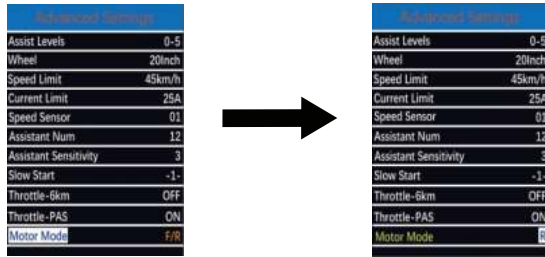 Advanced Settings
Assist Levels 0-5
Wheel 20Inch
Speed Limit 45km/h
Current Limit 25A
Speed Sensor 01
Assistant Num 12
Assistant Sensitivity 3
Slow Start -1-
Throttle-6km OFF
Throttle-PAS ON
Motor Mode F/R
Advanced Settings
Assist Levels 0-5
Wheel 20Inch
Speed Limit 45km/h
Current Limit 25A
Speed Sensor 01
Assistant Num 12
Assistant Sensitivity 3
Slow Start -1-
Throttle-6km OFF
Throttle-PAS ON
Motor Mode R